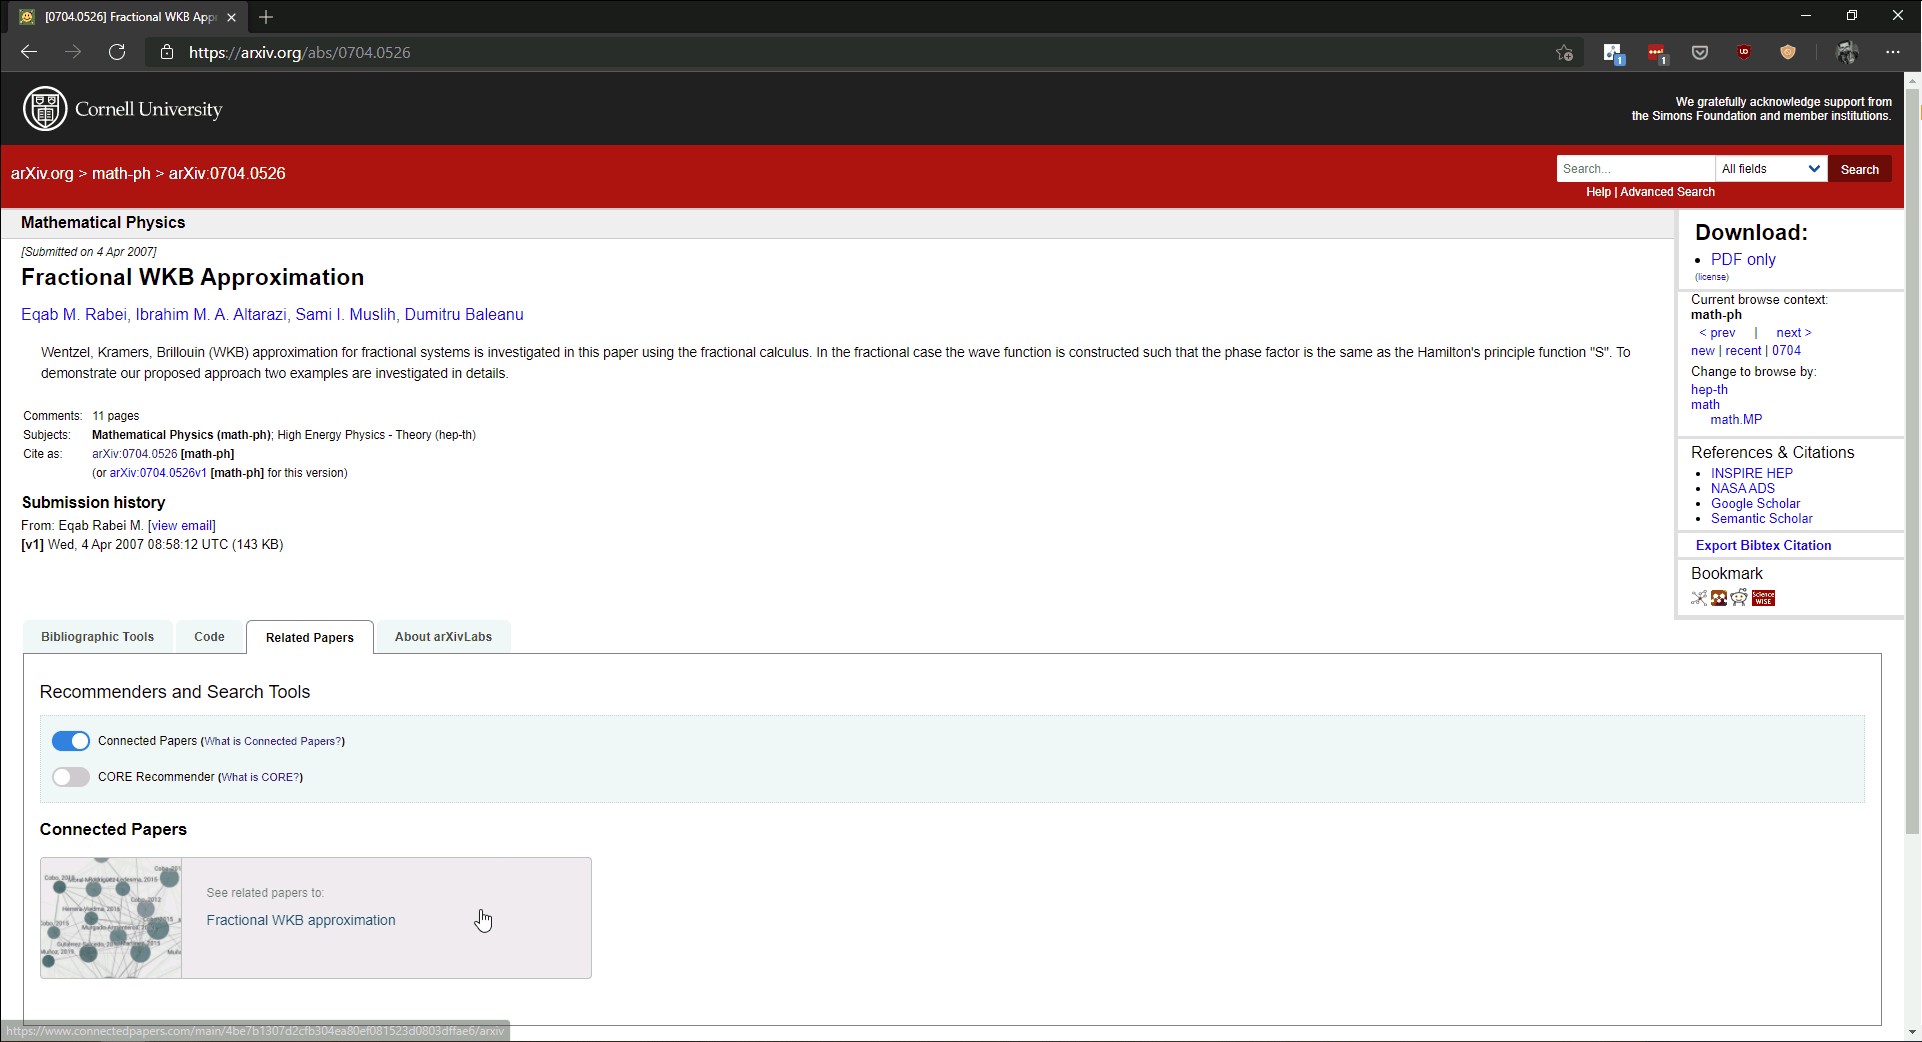 [0704.0526] Fractional WKB App
https://arxiv.org/abs/0704.0526
1
1
UD
Cornell University
We gratefully acknowledge support from
the Simons Foundation and member institutions.
arXiv.org > math-ph > arXiv:0704.0526
Search...
All fields
Search
Help | Advanced Search
Mathematical Physics
[Submitted on 4 Apr 2007]
Fractional WKB Approximation
Eqab M. Rabei, Ibrahim M. A. Altarazi, Sami I. Muslih, Dumitru Baleanu
Wentzel, Kramers, Brillouin (WKB) approximation for fractional systems is investigated in this paper using the fractional calculus. In the fractional case the wave function is constructed such that the phase factor is the same as the Hamilton's principle function "S". To
demonstrate our proposed approach two examples are investigated in details.
Comments: 11 pages
Subjects: Mathematical Physics (math-ph); High Energy Physics - Theory (hep-th)
Cite as: arXiv:0704.0526 [math-ph]
(or arXiv:0704.0526v1 [math-ph] for this version)
Submission history
From: Eqab Rabei M. [view email]
[v1] Wed, 4 Apr 2007 08:58:12 UTC (143 KB)
Download:
PDF only
(license)
Current browse context:
math-ph
< prev | next >
new | recent | 0704
Change to browse by:
hep-th
math
math.MP
References & Citations
INSPIRE HEP
NASA ADS
Google Scholar
Semantic Scholar
Export Bibtex Citation
Bookmark
Science
WISE
Bibliographic Tools
Code
Related Papers
About arXivLabs
Recommenders and Search Tools
Connected Papers (What is Connected Papers?)
CORE Recommender (What is CORE?)
Connected Papers
See related papers to:
Fractional WKB approximation
https://www.connectedpapers.com/main/4be7b1307d2cfb304ea80ef081523d0803dffae6/arxiv